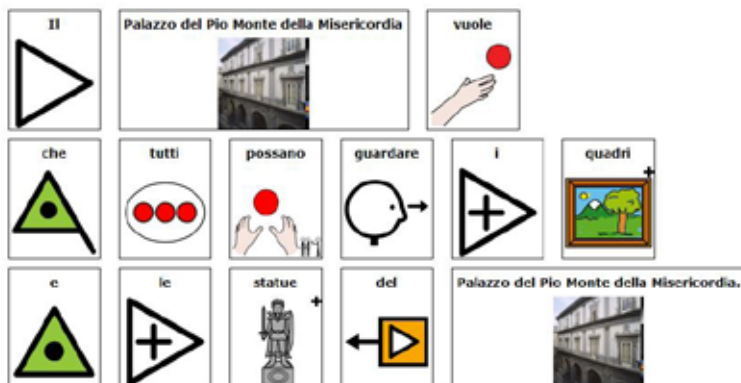 Il Palazzo del Pio Monte della Misericordia vuole
che tutti possano guardare i quadri
e le statue del Palazzo del Pio Monte della Misericordia.